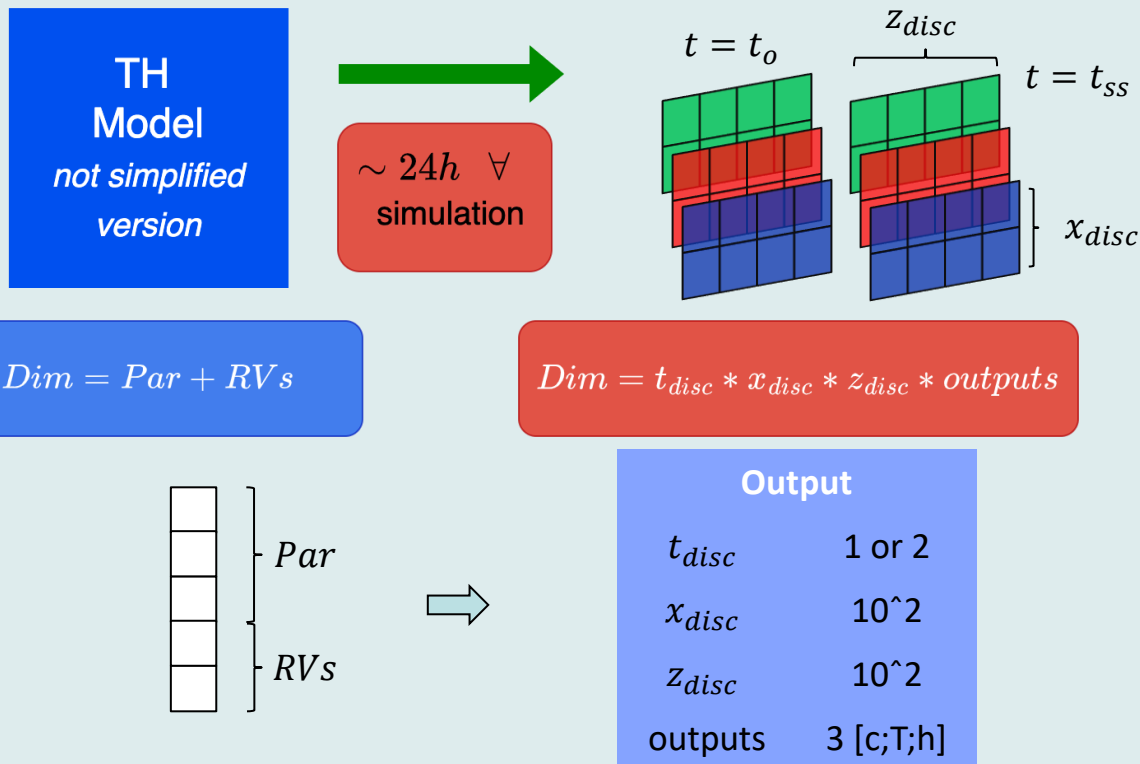 TH
Model
not simplified
version
∼ 24h ∀
simulation
t = t_o
z_disc
t = t_ss
x_disc
Dim = Par + RVs
Dim = t_disc * x_disc * z_disc * outputs
Par
RVs
Output
t_disc 1 or 2
x_disc 10^2
z_disc 10^2
outputs 3 [c;T;h]